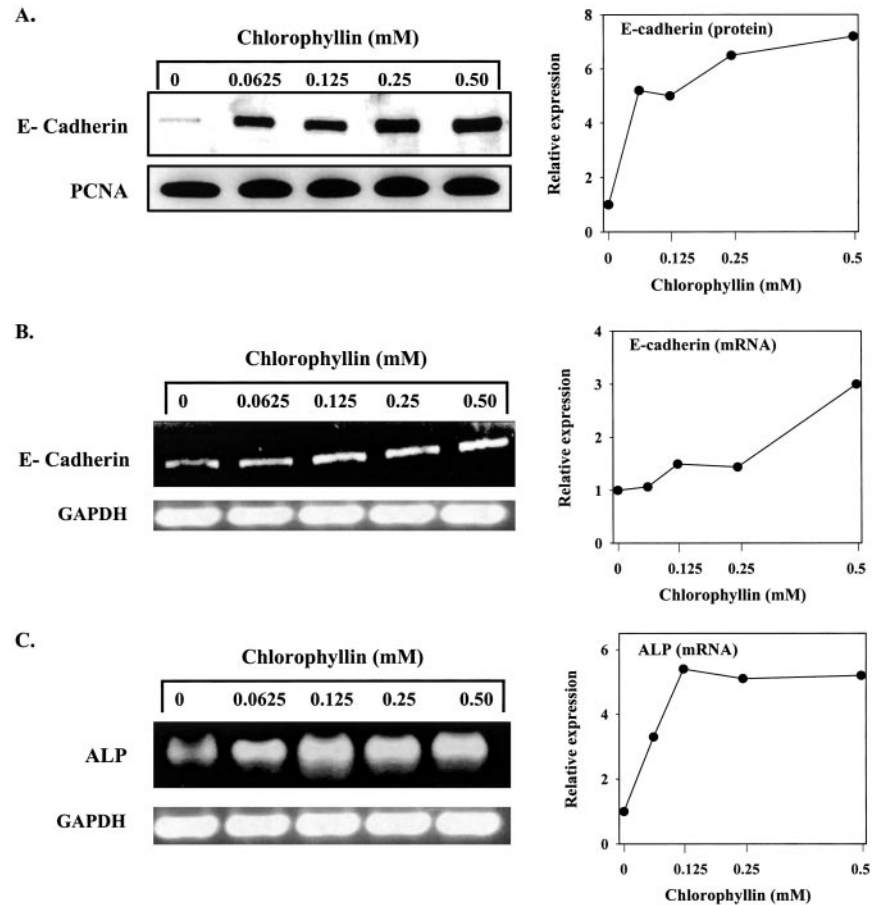 A.
Chlorophyllin (mM)
0 0.0625 0.125 0.25 0.50
E- Cadherin
PCNA
E-cadherin (protein)
Relative expression
8
6
4
2
0
0 0.125 0.25 0.5
Chlorophyllin (mM)
B.
Chlorophyllin (mM)
0 0.0625 0.125 0.25 0.50
E- Cadherin
GAPDH
E-cadherin (mRNA)
Relative expression
4
3
2
1
0
0 0.125 0.25 0.5
Chlorophyllin (mM)
C.
Chlorophyllin (mM)
0 0.0625 0.125 0.25 0.50
ALP
GAPDH
ALP (mRNA)
Relative expression
6
4
2
0
0 0.125 0.25 0.5
Chlorophyllin (mM)